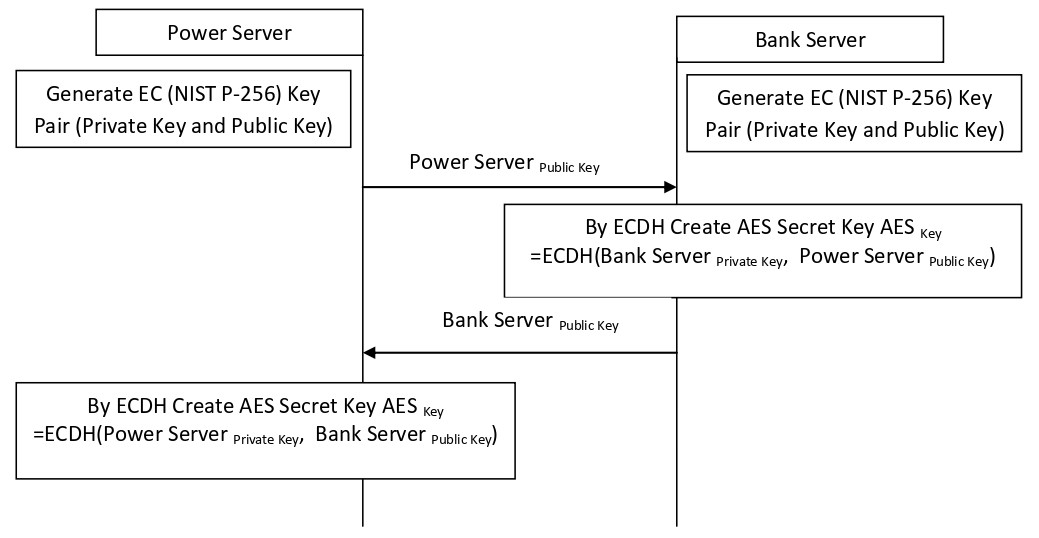 Power Server
Bank Server
Generate EC (NIST P-256) Key
Pair (Private Key and Public Key)
Generate EC (NIST P-256) Key
Pair (Private Key and Public Key)
Power Server Public Key
By ECDH Create AES Secret Key AES Key
=ECDH(Bank Server Private Key, Power Server Public Key)
Bank Server Public Key
By ECDH Create AES Secret Key AES Key
=ECDH(Power Server Private Key, Bank Server Public Key)